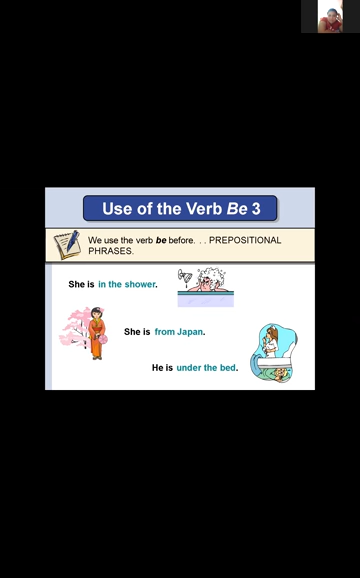 Use of the Verb Be 3
We use the verb be before. . . PREPOSITIONAL
PHRASES.
She is in the shower.
She is from Japan.
He is under the bed.